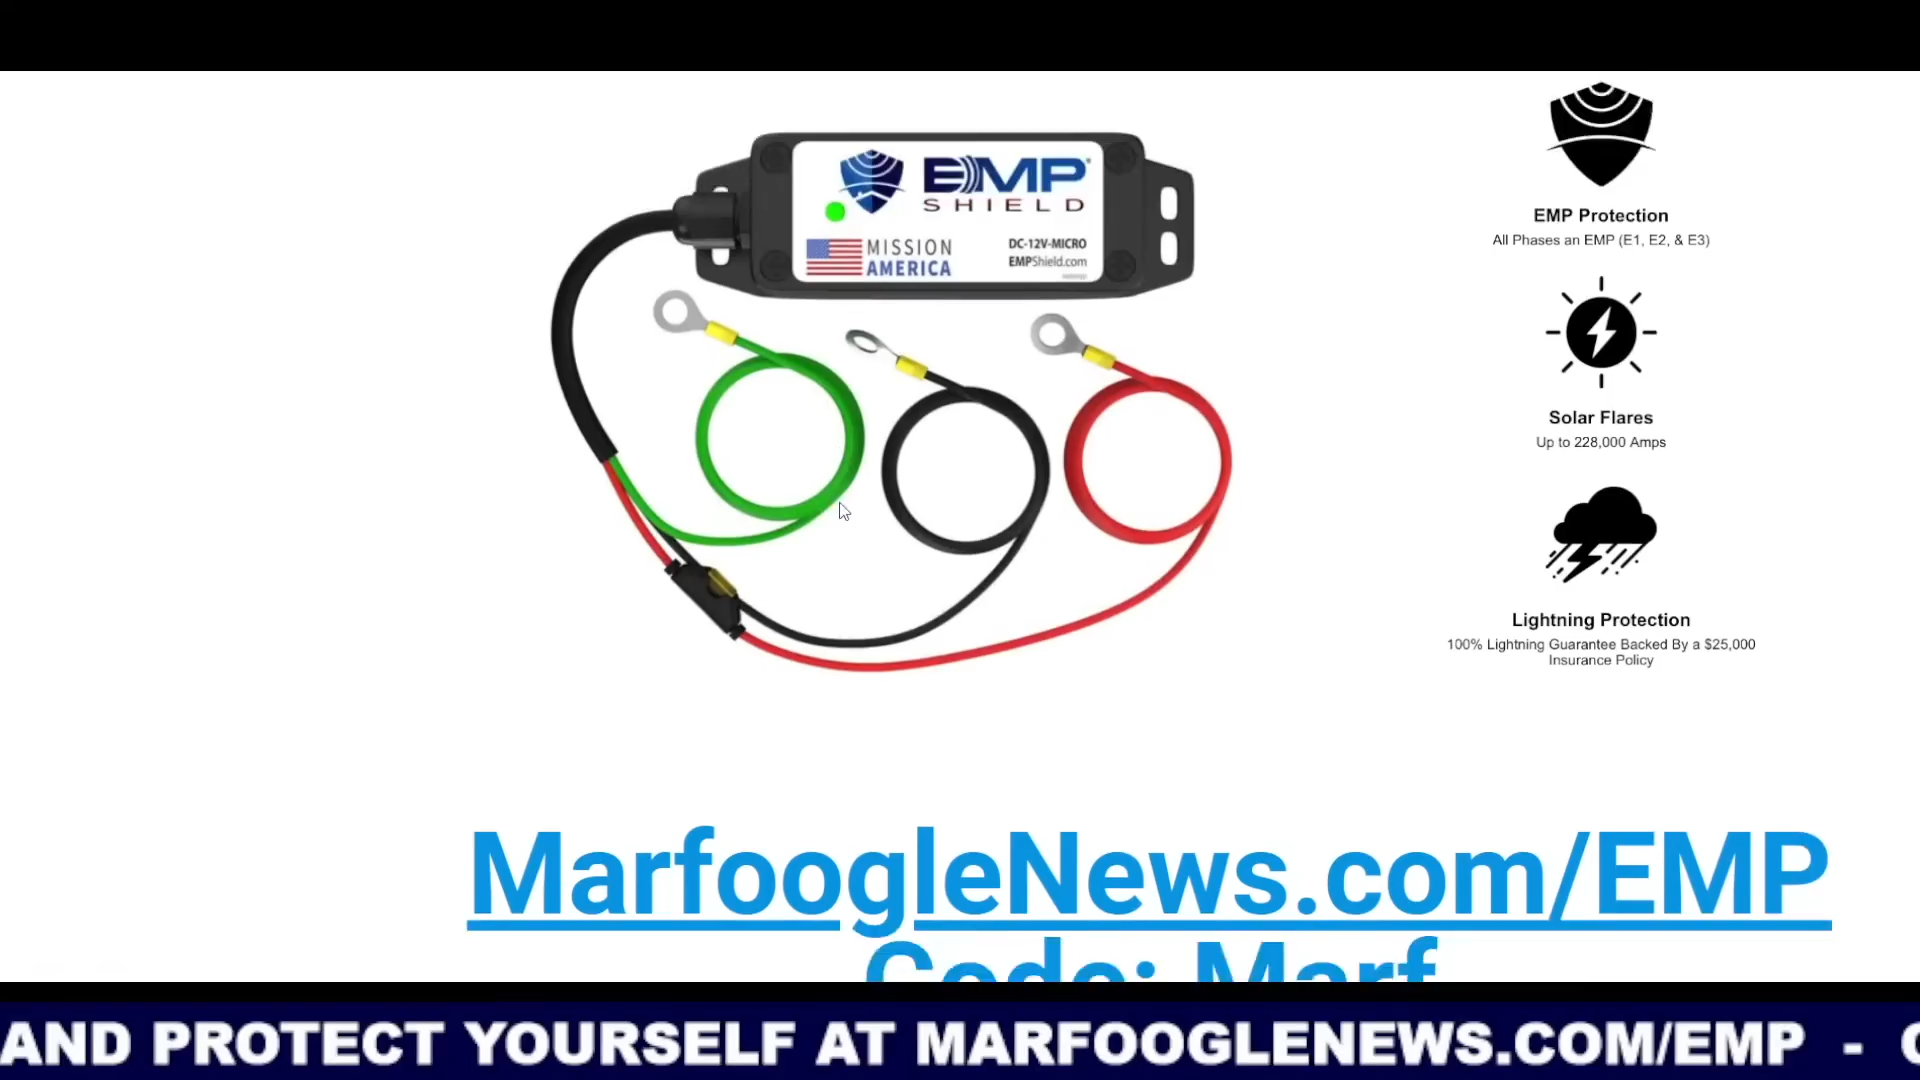 EMP
SHIELD
MISSION
AMERICA
DC-12V-MICRO
EMPShield.com
EMP Protection
All Phases an EMP (E1, E2, & E3)
Solar Flares
Up to 228,000 Amps
Lightning Protection
100% Lightning Guarantee Backed By a $25,000
Insurance Policy
MarfoogleNews.com/EMP
Code: Marf
AND PROTECT YOURSELF AT MARFOOGLENEWS.COM/EMP -